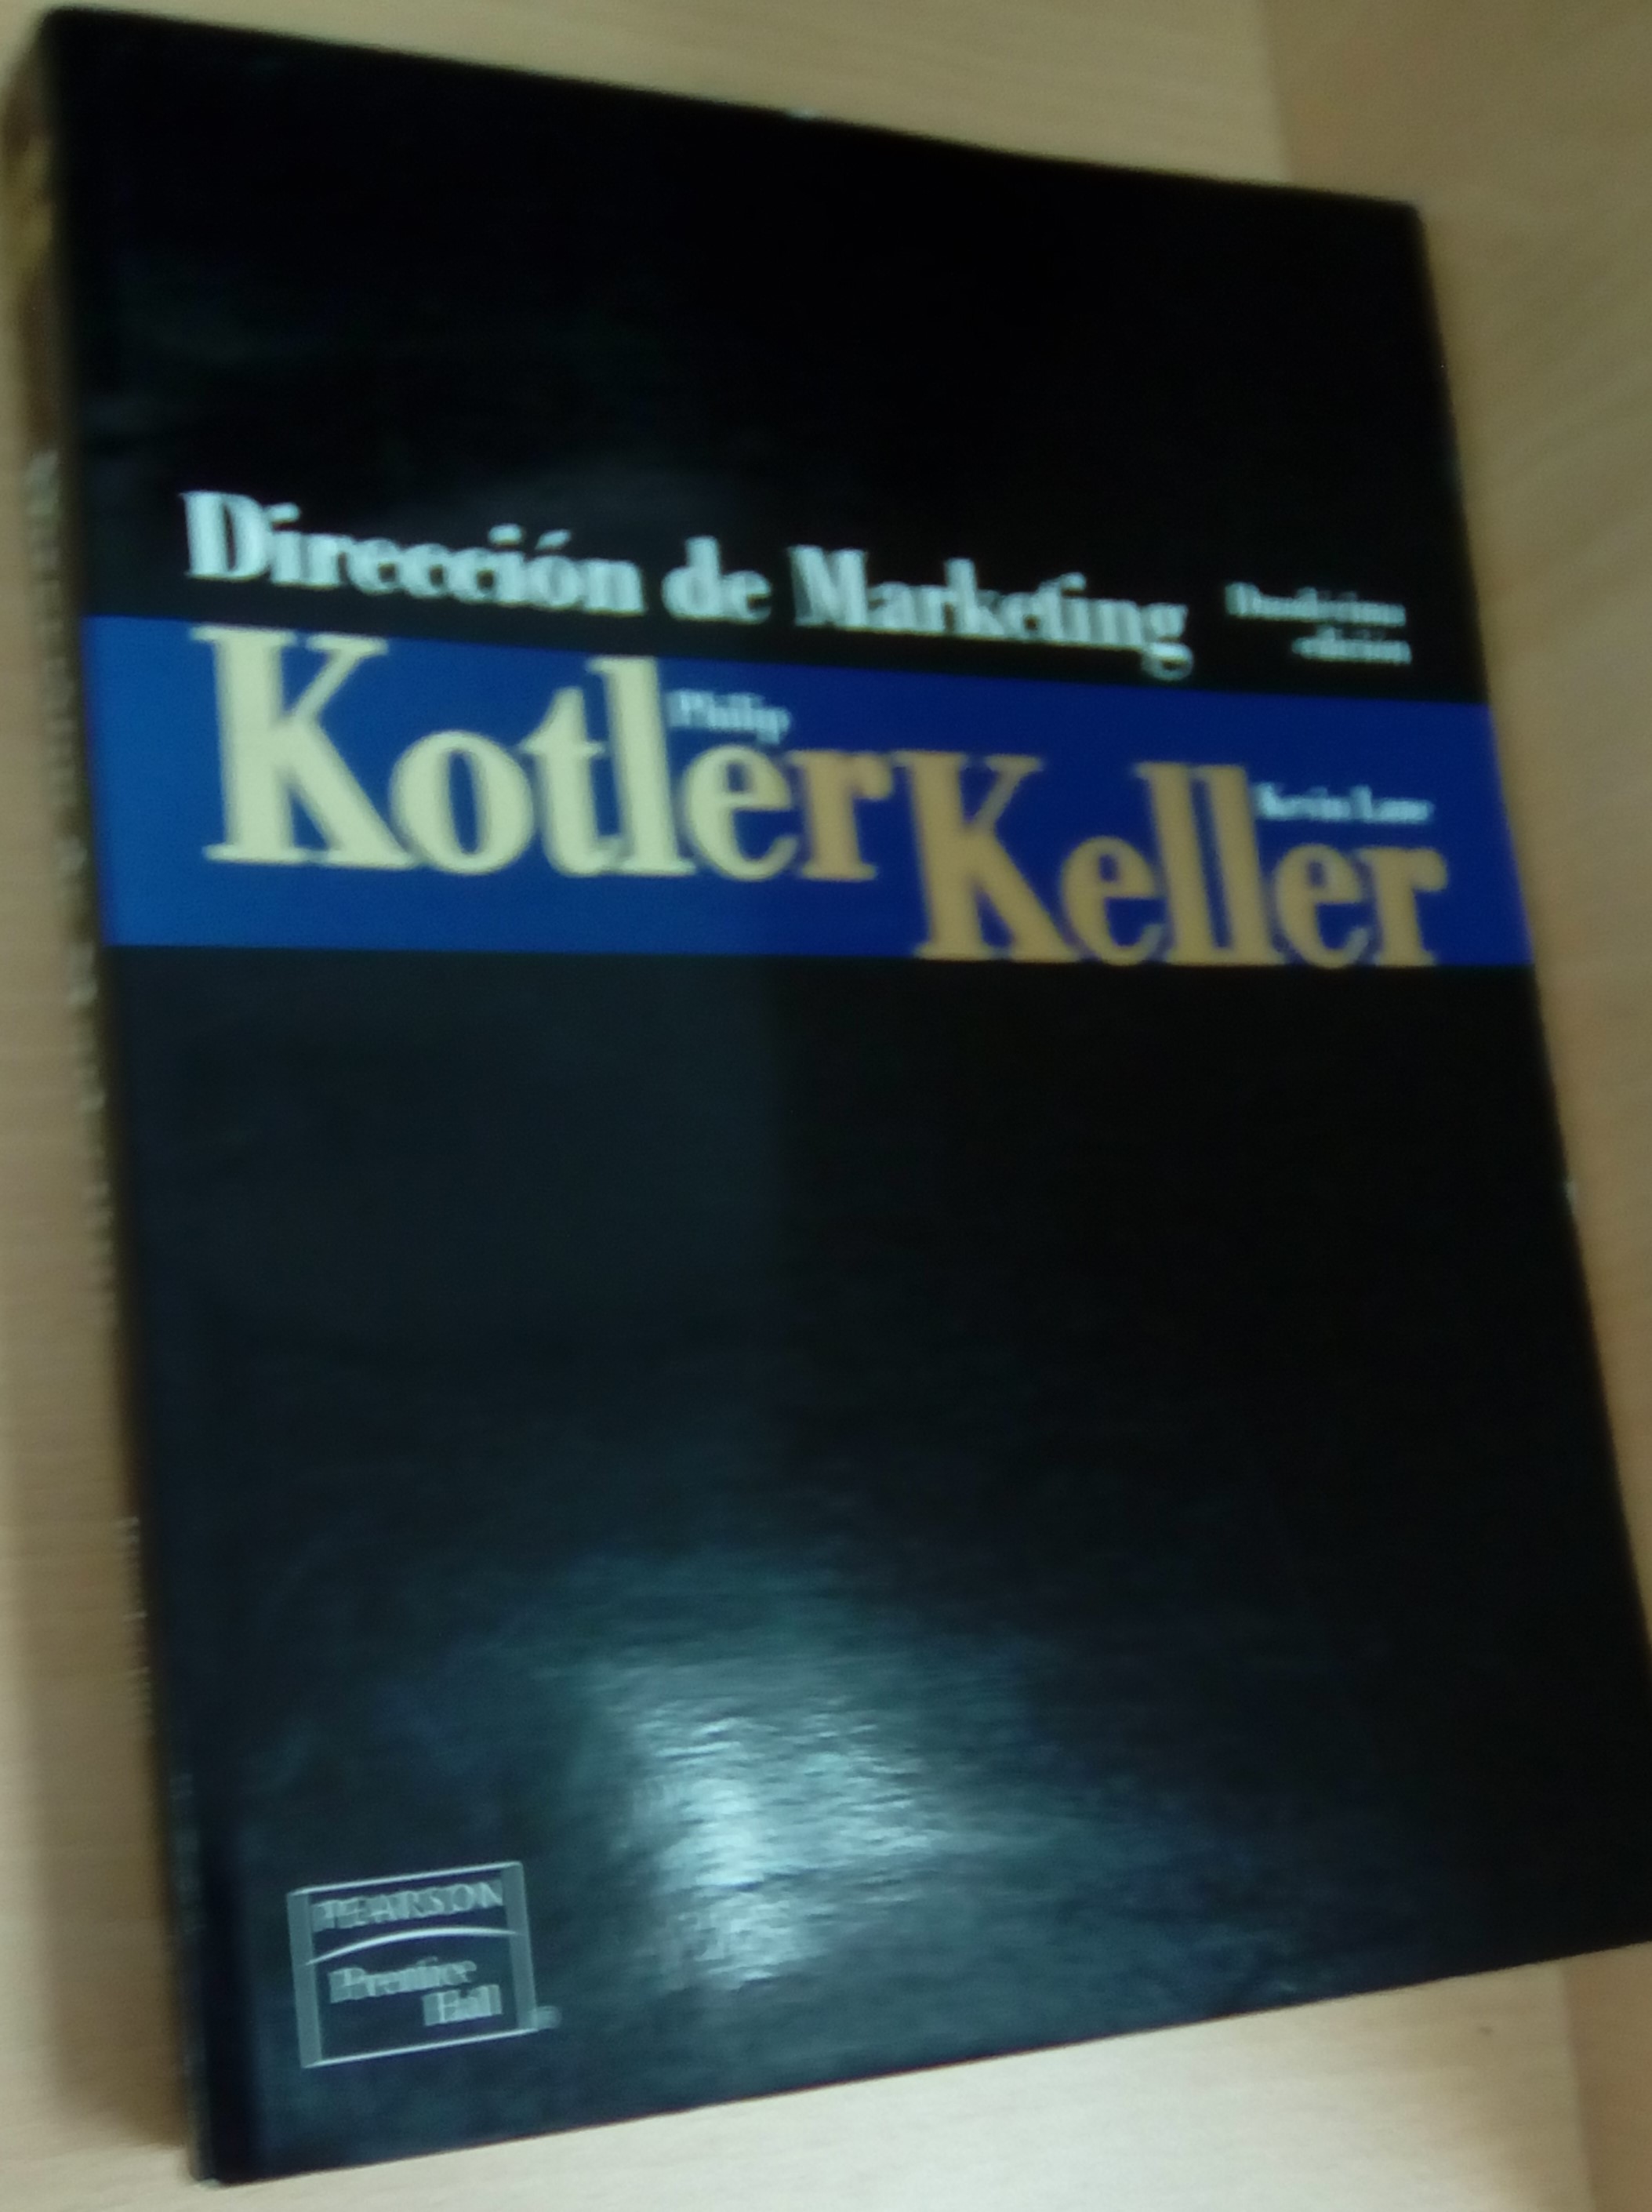 Dirección de Marketing
Duodécima
edición
Philip
Kotler
Kevin Lane
Keller
PEARSON
Prentice
Hall